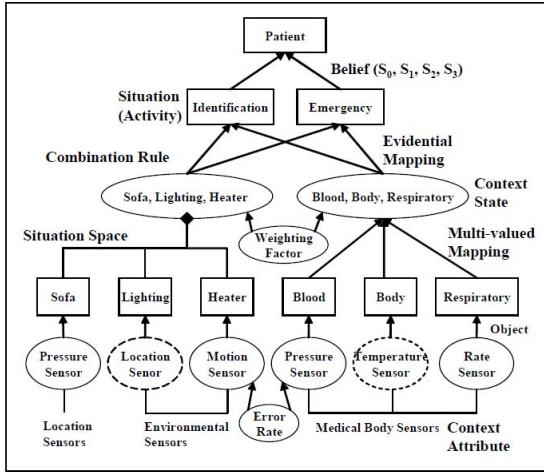 Patient
Belief (S0, S1, S2, S3)
Situation
(Activity)
Identification
Emergency
Combination Rule
Evidential
Mapping
Sofa, Lighting, Heater
Blood, Body, Respiratory
Context
State
Situation Space
Weighting
Factor
Multi-valued
Mapping
Sofa
Lighting
Heater
Blood
Body
Respiratory
Object
Pressure
Sensor
Location
Senor
Motion
Sensor
Pressure
Sensor
Temperature
Sensor
Rate
Sensor
Location
Sensors
Environmental
Sensors
Error
Rate
Medical Body Sensors
Context
Attribute